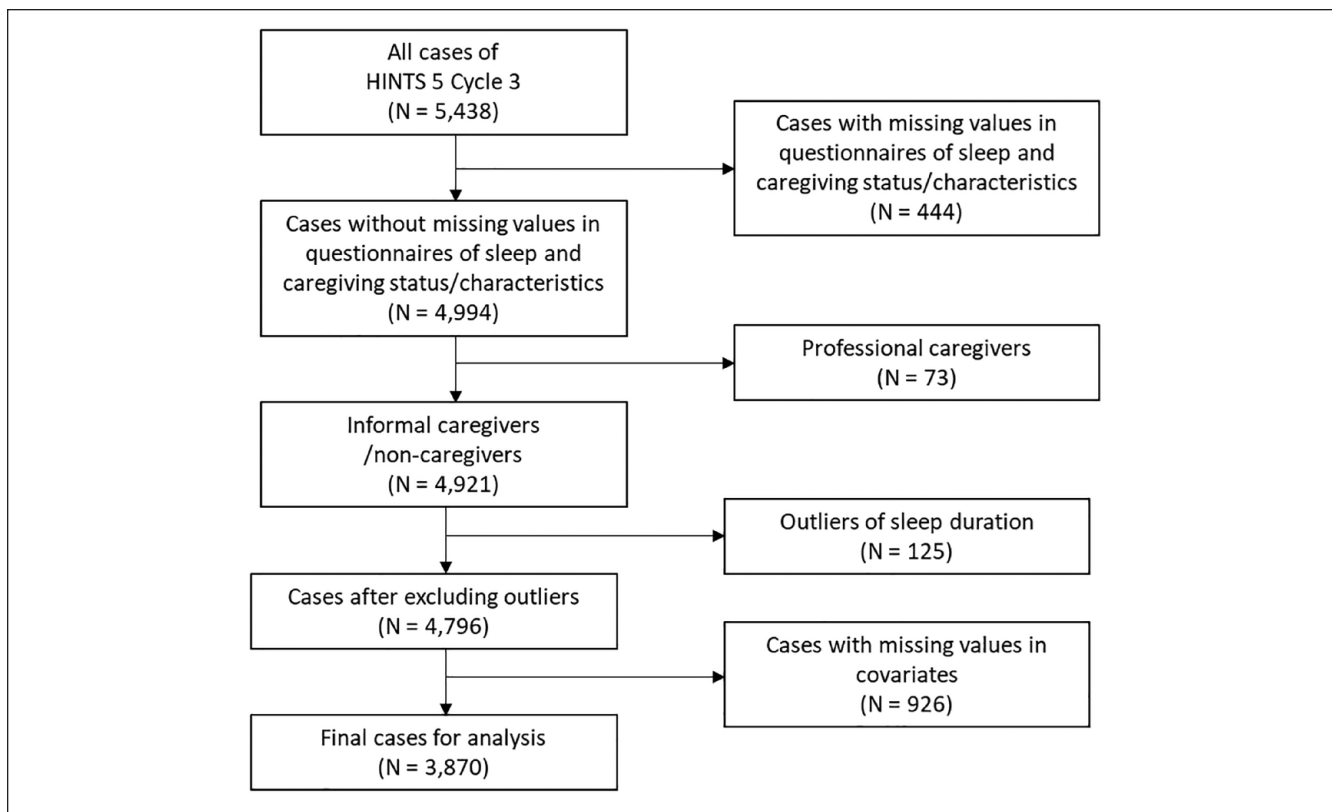 All cases of
HINTS 5 Cycle 3
(N = 5,438)
Cases with missing values in
questionnaires of sleep and
caregiving status/characteristics
(N = 444)
Cases without missing values in
questionnaires of sleep and
caregiving status/characteristics
(N = 4,994)
Professional caregivers
(N = 73)
Informal caregivers
/non-caregivers
(N = 4,921)
Outliers of sleep duration
(N = 125)
Cases after excluding outliers
(N = 4,796)
Cases with missing values in
covariates
(N = 926)
Final cases for analysis
(N = 3,870)